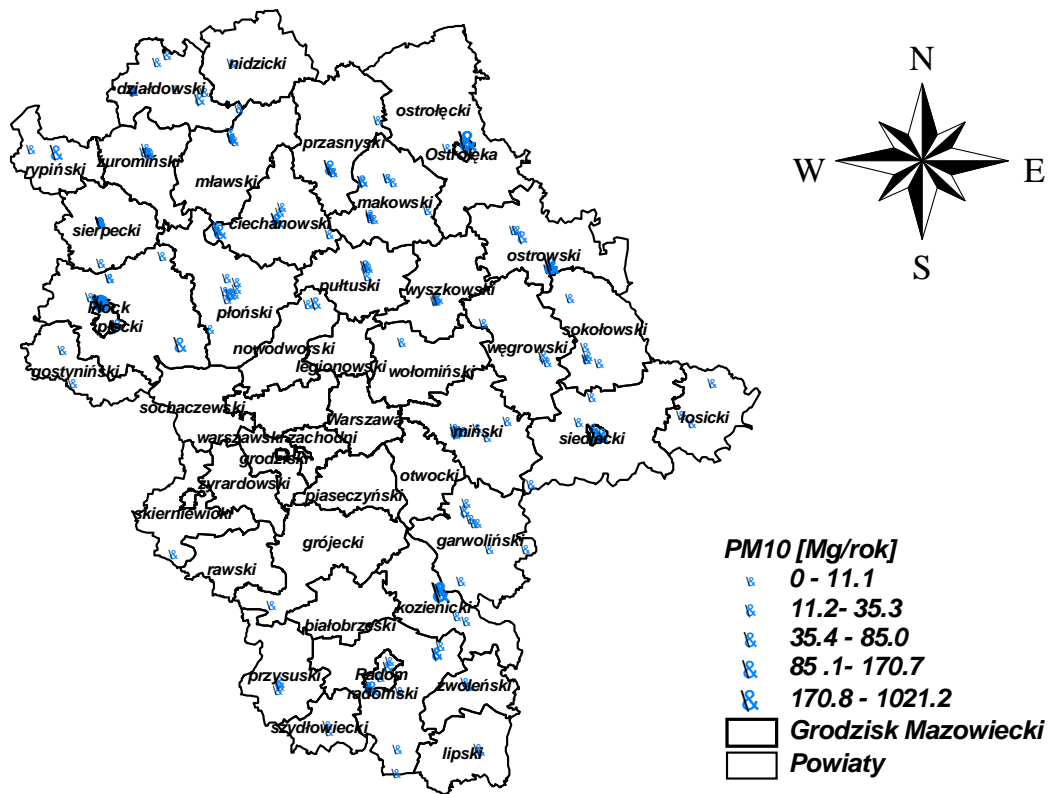 N
W
E
S
nidzicki
działdowski
ostrołęcki
przasnyski
Ostrołęka
rypiński
żuromiński
mławski
makowski
sierpecki
ciechanowski
ostrowski
pułtuski
wyszkowski
Płock
płocki
płoński
sokołowski
nowodworski
węgrowski
legionowski
gostyniński
wołomiński
sochaczewski
Warszawa
łosicki
warszawski zachodni
miński
siedlecki
grodziski
otwocki
żyrardowski
piaseczyński
skierniewicki
grójecki
garwoliński
rawski
kozienicki
białobrzeski
przysuski
Radom
radomski
zwoleński
szydłowiecki
lipski
PM10 [Mg/rok]
0 - 11.1
11.2- 35.3
35.4 - 85.0
85 .1- 170.7
170.8 - 1021.2
Grodzisk Mazowiecki
Powiaty